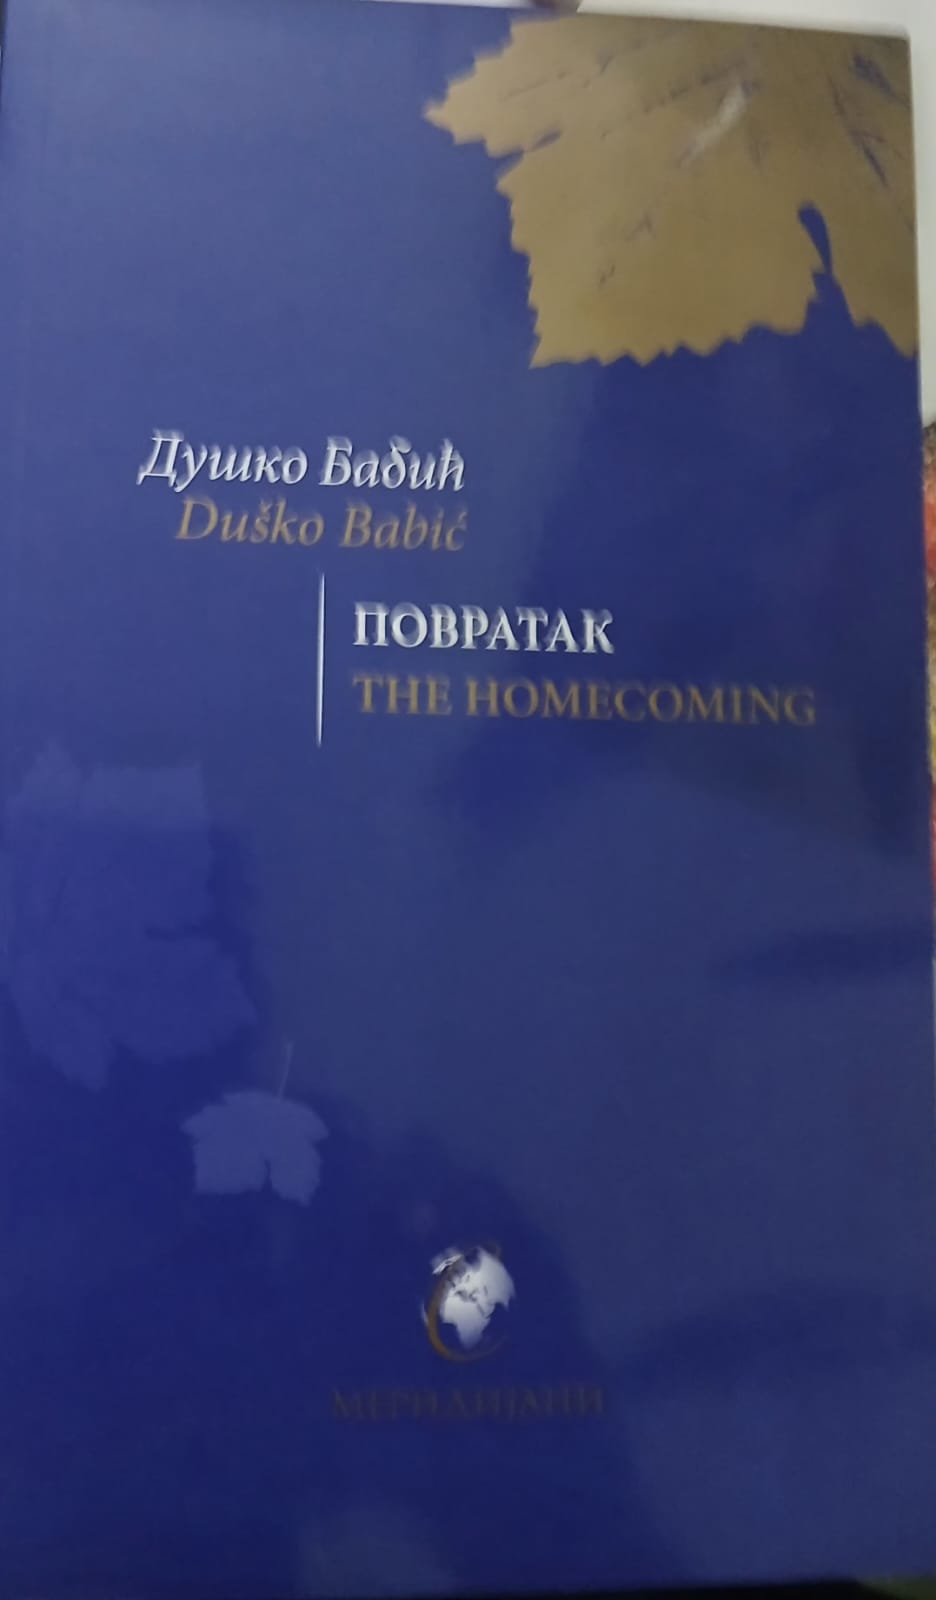 Душко Бабић
Duško Babić
ПОВРАТАК
THE HOMECOMING
МЕРИДИЈАНИ